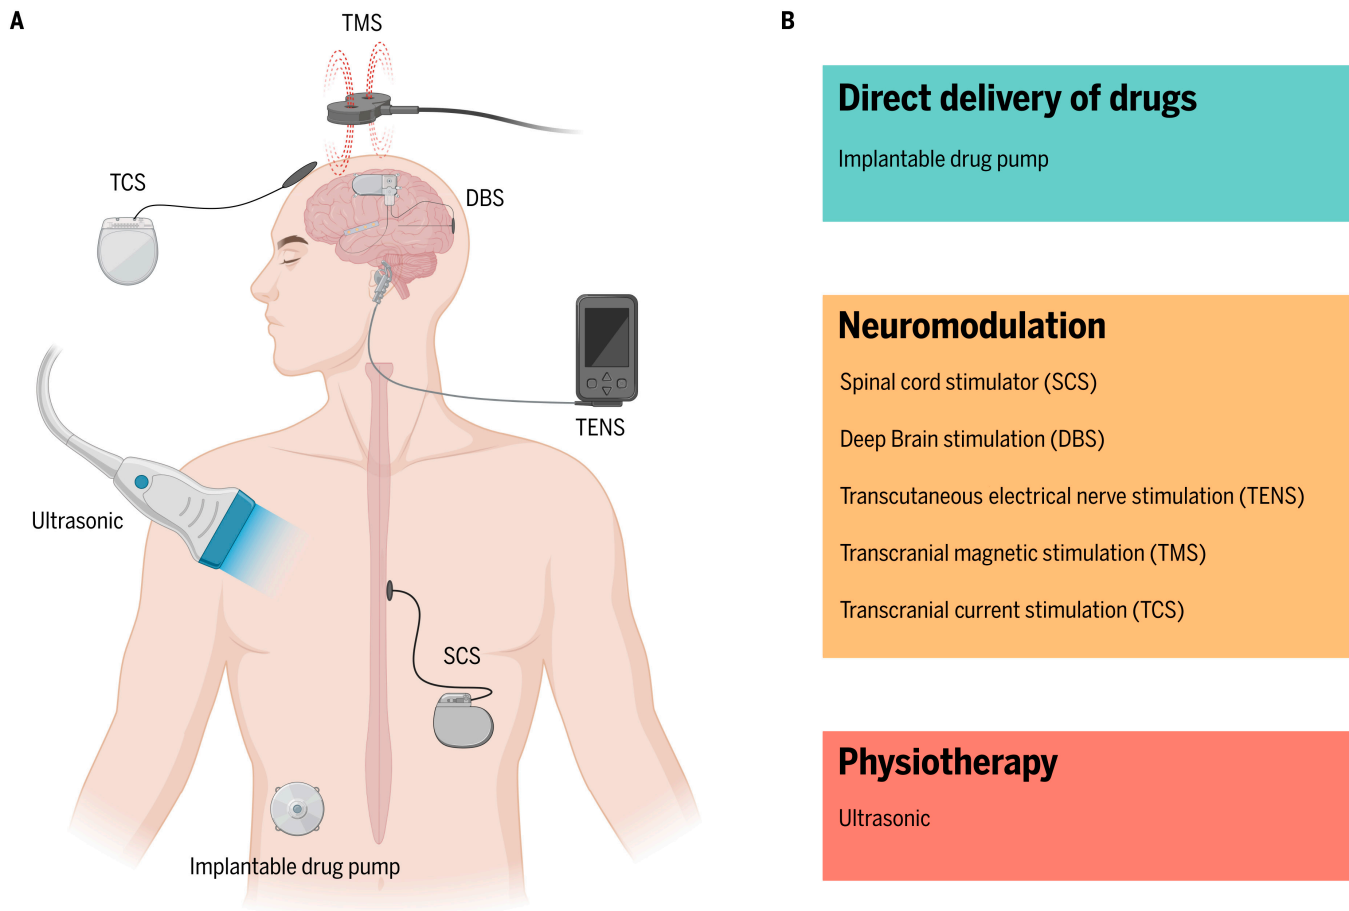 A
TMS
TCS
DBS
TENS
Ultrasonic
SCS
Implantable drug pump
B
Direct delivery of drugs
Implantable drug pump
Neuromodulation
Spinal cord stimulator (SCS)
Deep Brain stimulation (DBS)
Transcutaneous electrical nerve stimulation (TENS)
Transcranial magnetic stimulation (TMS)
Transcranial current stimulation (TCS)
Physiotherapy
Ultrasonic